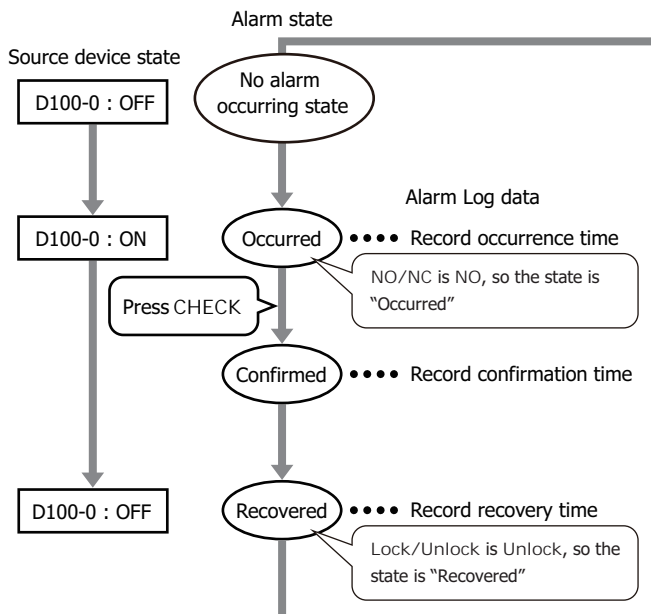 Alarm state
Source device state
No alarm
occurring state
D100-0 : OFF
Alarm Log data
D100-0 : ON
Occurred
•••• Record occurrence time
NO/NC is NO, so the state is
“Occurred”
Press CHECK
Confirmed
•••• Record confirmation time
D100-0 : OFF
Recovered
•••• Record recovery time
Lock/Unlock is Unlock, so the
state is “Recovered”